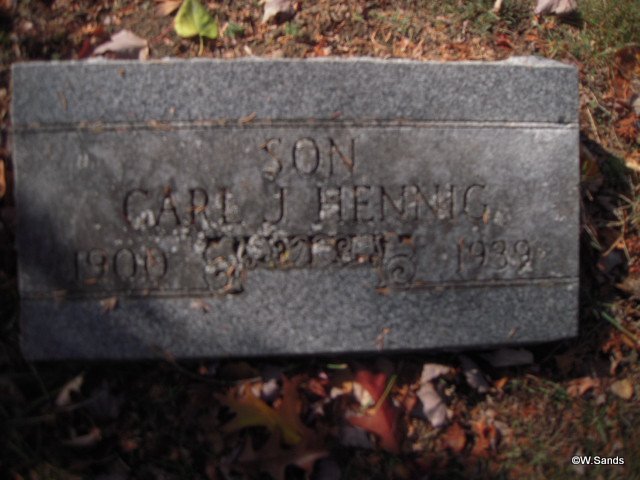 SON
CARL J HENNIG
1900 1939
©W.Sands